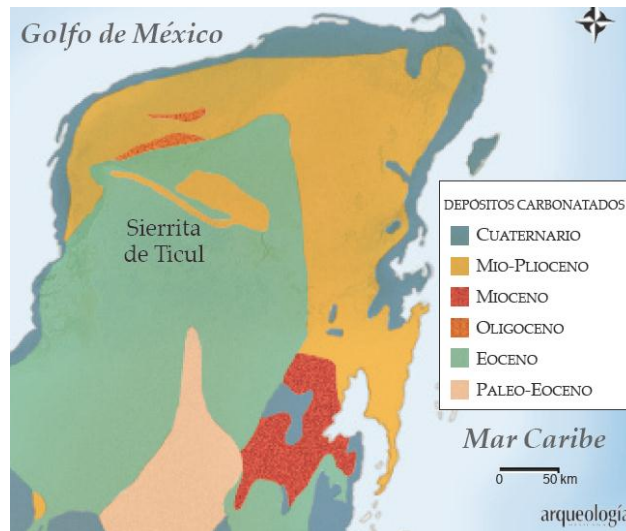 Golfo de México
Sierrita
de Ticul
DEPÓSITOS CARBONATADOS
CUATERNARIO
MIO-PLIOCENO
MIOCENO
OLIGOCENO
EOCENO
PALEO-EOCENO
Mar Caribe
0 50 km
arqueología